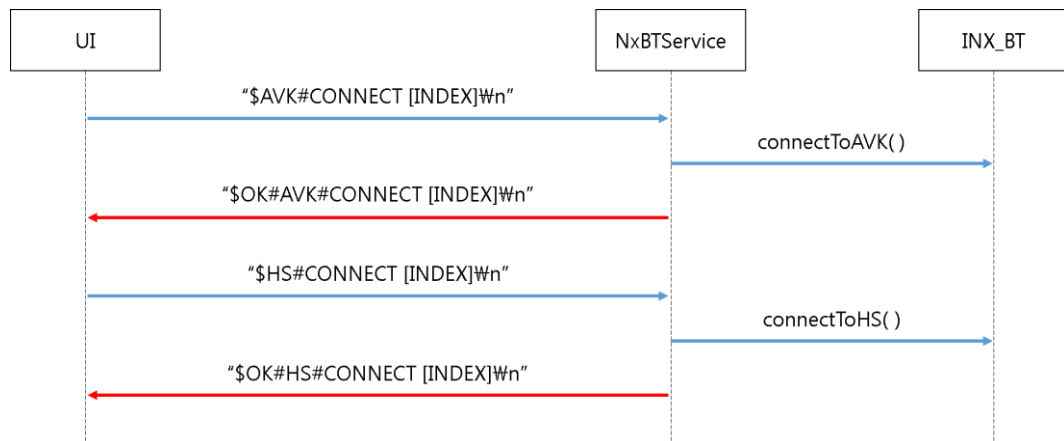 UI
NxBTService
INX_BT
“$AVK#CONNECT [INDEX]₩n”
connectToAVK( )
“$OK#AVK#CONNECT [INDEX]₩n”
“$HS#CONNECT [INDEX]₩n”
connectToHS( )
“$OK#HS#CONNECT [INDEX]₩n”